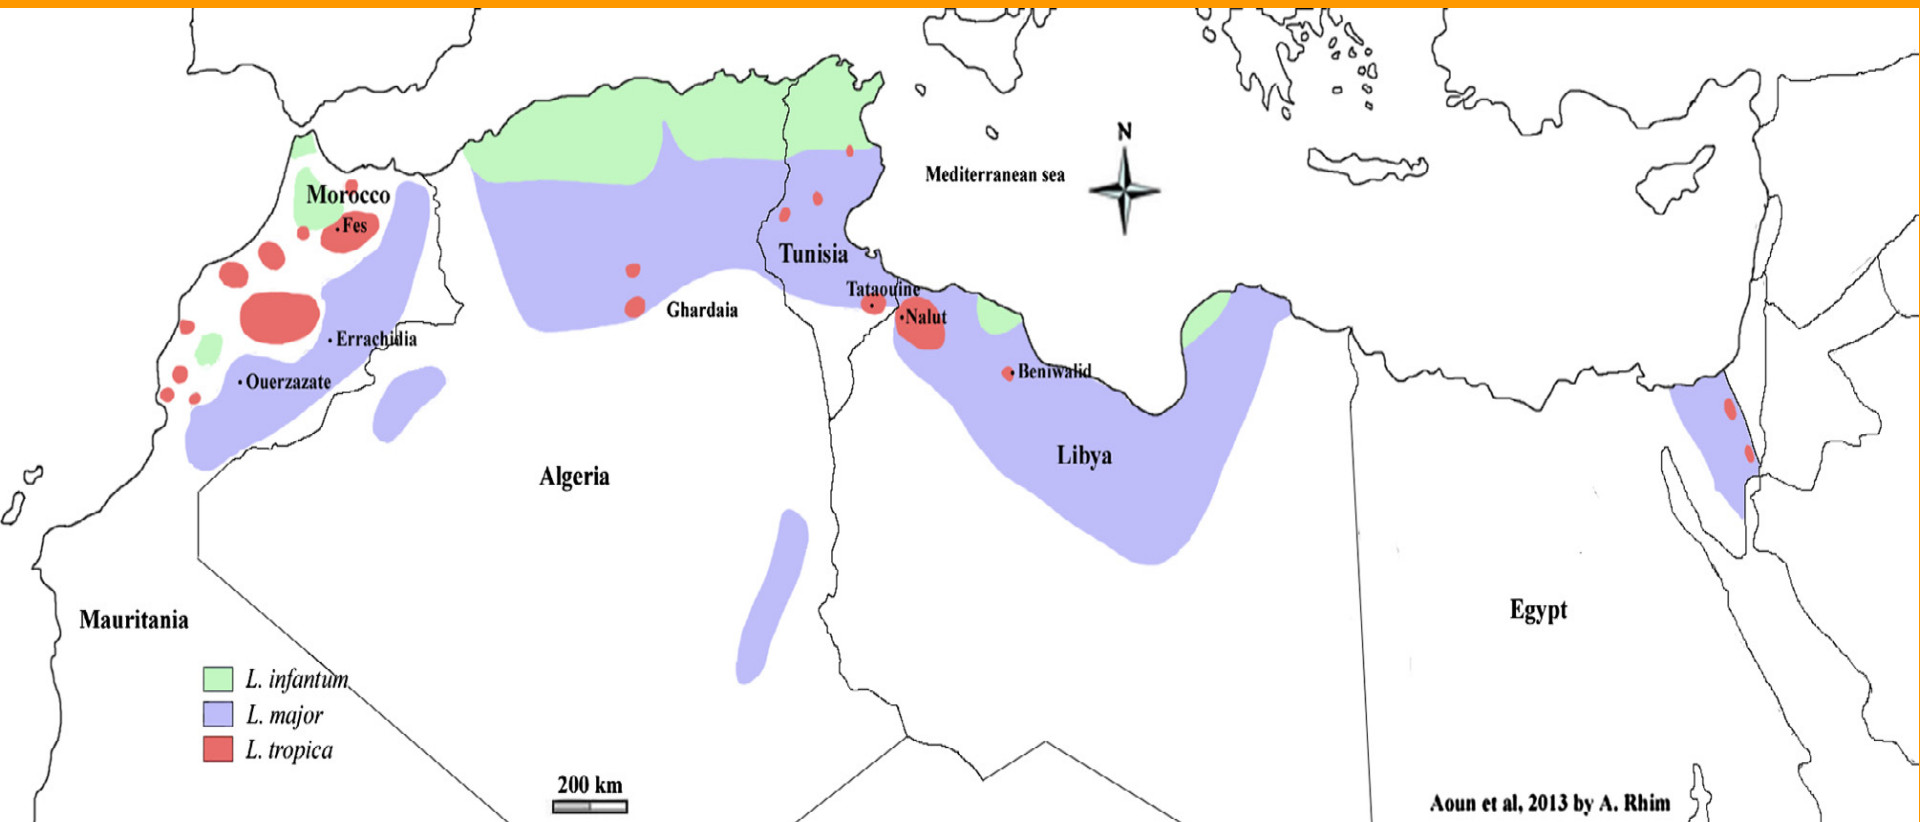 N
Mediterranean sea
Morocco
.Fes
Tunisia
Tataouine
Ghardaia
.Nalut
. Errachidia
.Ouerzazate
Beniwalid
Libya
Algeria
Mauritania
Egypt
L. infantum
L. major
L. tropica
200 km
Aoun et al, 2013 by A. Rhim